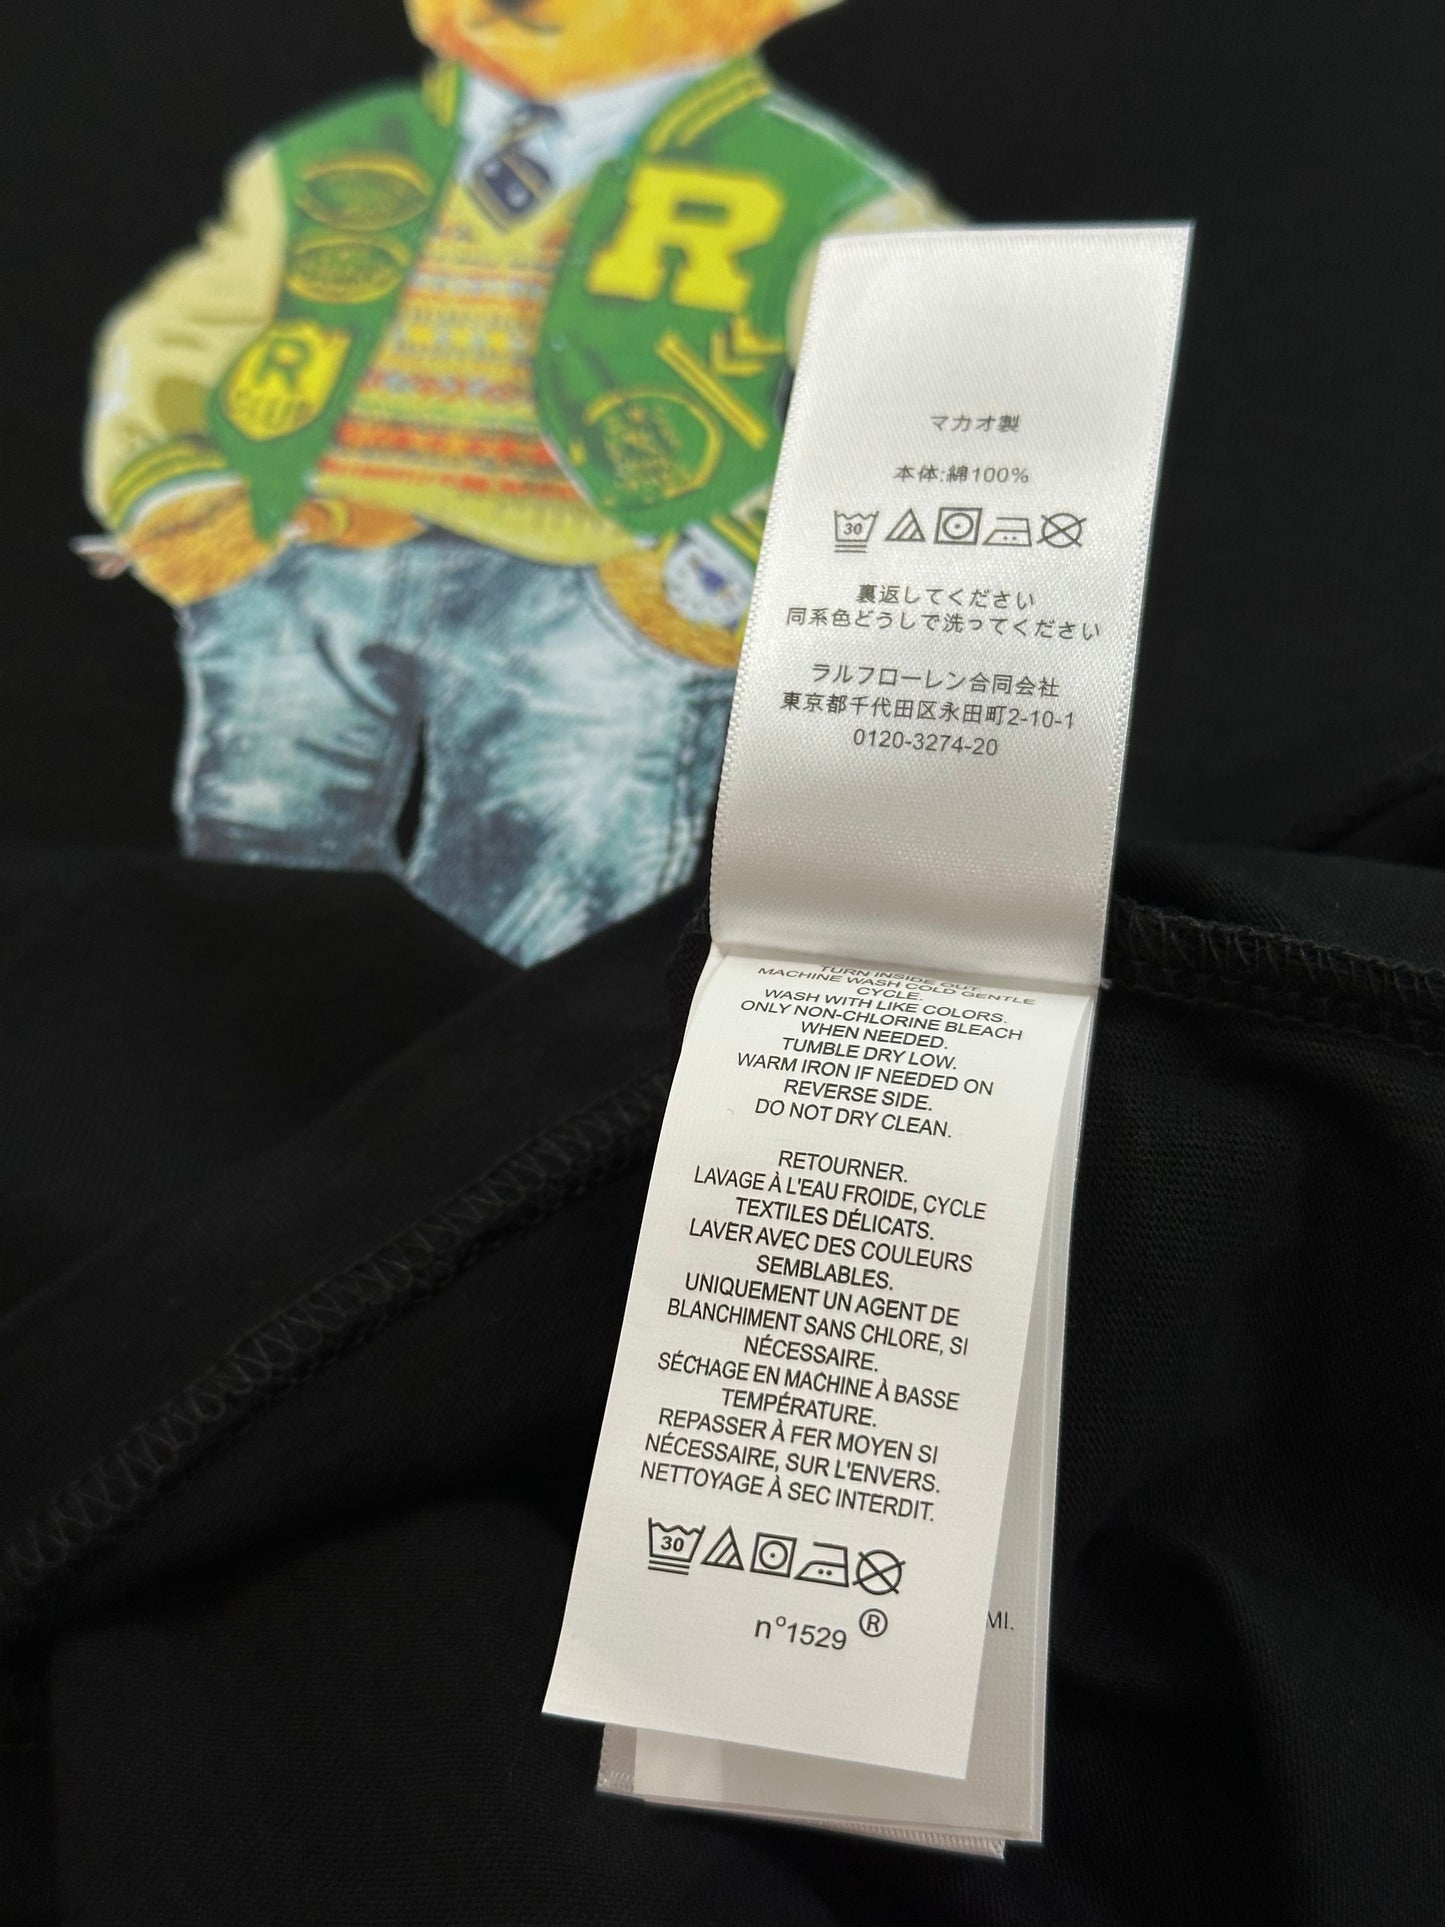 R
R
CLUB
マカオ製
本体:綿100%
30
裏返してください
同系色どうしで洗ってください
ラルフローレン合同会社
東京都千代田区永田町2-10-1
0120-3274-20
TURN INSIDE OUT.
MACHINE WASH COLD GENTLE
CYCLE.
WASH WITH LIKE COLORS.
ONLY NON-CHLORINE BLEACH
WHEN NEEDED.
TUMBLE DRY LOW.
WARM IRON IF NEEDED ON
REVERSE SIDE.
DO NOT DRY CLEAN.
RETOURNER.
LAVAGE À L'EAU FROIDE, CYCLE
TEXTILES DÉLICATS.
LAVER AVEC DES COULEURS
SEMBLABLES.
UNIQUEMENT UN AGENT DE
BLANCHIMENT SANS CHLORE, SI
NÉCESSAIRE.
SÉCHAGE EN MACHINE À BASSE
TEMPÉRATURE.
REPASSER À FER MOYEN SI
NÉCESSAIRE, SUR L'ENVERS.
NETTOYAGE À SEC INTERDIT.
30
n°1529 ®
MI.